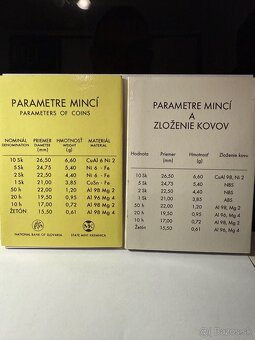 PARAMETRE MINCÍ
PARAMETERS OF COINS
NOMINÁL PRIEMER HMOTNOSŤ MATERIÁL
DENOMINATION DIAMETER WEIGHT MATERIAL
(mm) (g)
10 Sk 26,50 6,60 CuAl 6 Ni 2
5 Sk 24,75 5,40 Ni 6 - Fe
2 Sk 22,50 4,40 Ni 6 - Fe
1 Sk 21,00 3,85 CuSn - Fe
50 h 22,00 1,20 Al 98 Mg 2
20 h 19,50 0,95 Al 96 Mg 4
10 h 17,00 0,72 Al 98 Mg 2
ŽETÓN 15,50 0,61 Al 96 Mg 4
NATIONAL BANK OF SLOVAKIA STATE MINT KREMNICA
PARAMETRE MINCÍ
A
ZLOŽENIE KOVOV
Hodnota Priemer Hmotnosť Zloženie kovu
(mm) (g)
10 Sk 26,50 6,60 CuAl 98, Ni 2
5 Sk 24,75 5,40 NBS
2 Sk 22,50 4,40 NBS
1 Sk 21,00 3,85 ABS
50 h 22,00 1,20 Al 98, Mg 2
20 h 19,50 0,95 Al 96, Mg 4
10 h 17,00 0,72 Al 98, Mg 2
Žetón 15,50 0,61 Al 96, Mg 4
bazos.sk